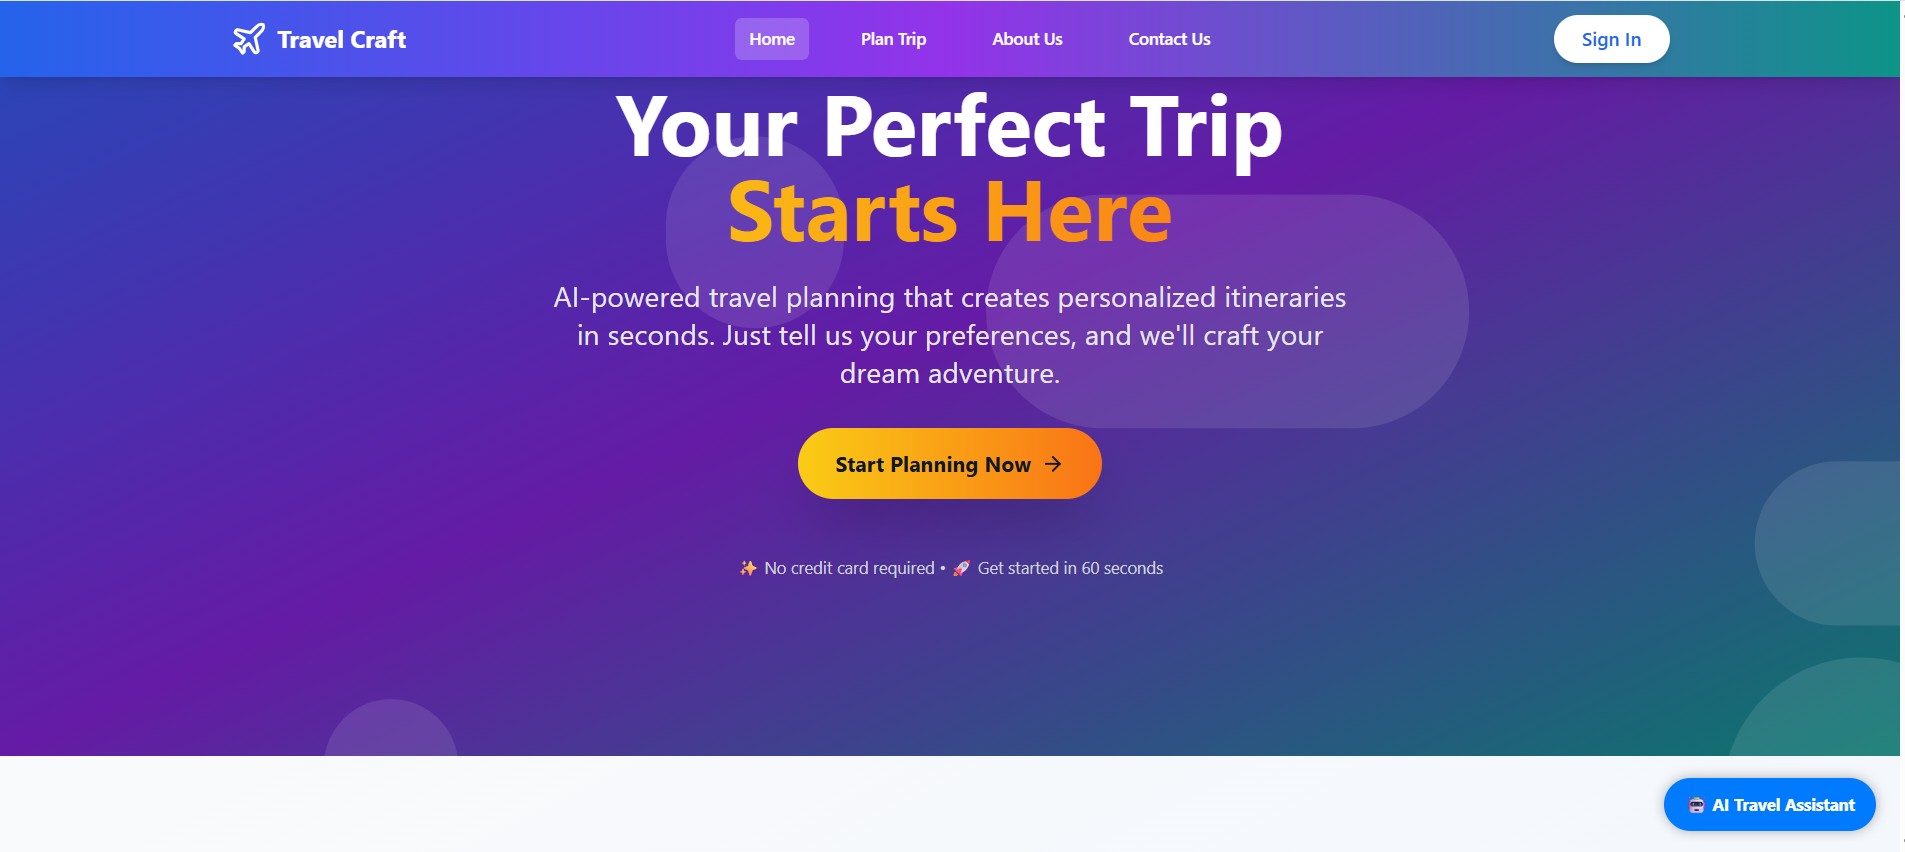 Travel Craft
Home
Plan Trip
About Us
Contact Us
Sign In
Your Perfect Trip
Starts Here
AI-powered travel planning that creates personalized itineraries
in seconds. Just tell us your preferences, and we'll craft your
dream adventure.
Start Planning Now →
✨ No credit card required • 🚀 Get started in 60 seconds
🤖 AI Travel Assistant